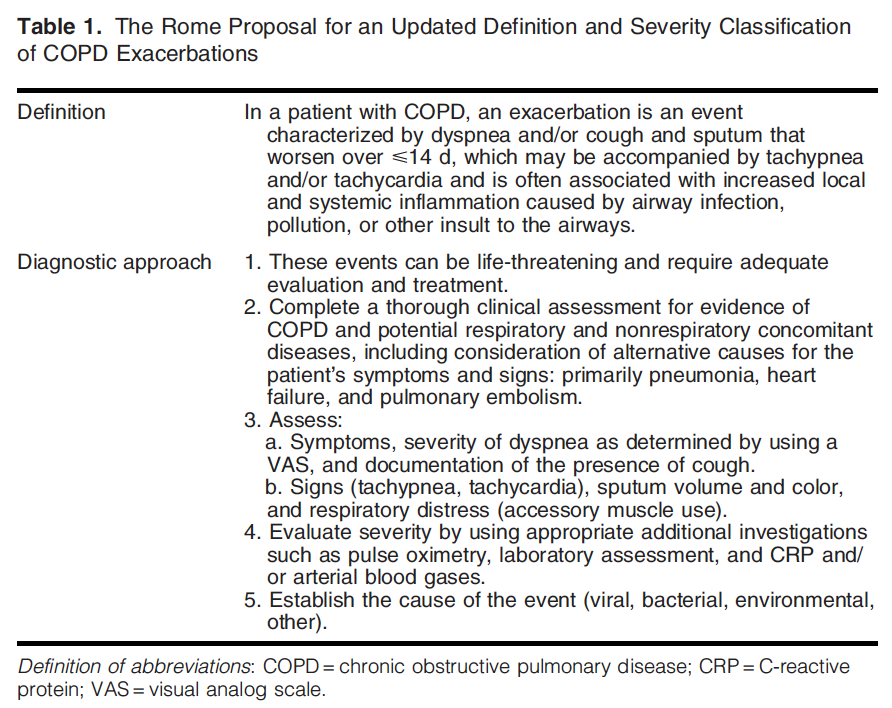 Table 1. The Rome Proposal for an Updated Definition and Severity Classification
of COPD Exacerbations
Definition
In a patient with COPD, an exacerbation is an event
characterized by dyspnea and/or cough and sputum that
worsen over ⩽14 d, which may be accompanied by tachypnea
and/or tachycardia and is often associated with increased local
and systemic inflammation caused by airway infection,
pollution, or other insult to the airways.
Diagnostic approach
1. These events can be life-threatening and require adequate
evaluation and treatment.
2. Complete a thorough clinical assessment for evidence of
COPD and potential respiratory and nonrespiratory concomitant
diseases, including consideration of alternative causes for the
patient's symptoms and signs: primarily pneumonia, heart
failure, and pulmonary embolism.
3. Assess:
a. Symptoms, severity of dyspnea as determined by using a
VAS, and documentation of the presence of cough.
b. Signs (tachypnea, tachycardia), sputum volume and color,
and respiratory distress (accessory muscle use).
4. Evaluate severity by using appropriate additional investigations
such as pulse oximetry, laboratory assessment, and CRP and/
or arterial blood gases.
5. Establish the cause of the event (viral, bacterial, environmental,
other).
Definition of abbreviations: COPD = chronic obstructive pulmonary disease; CRP = C-reactive
protein; VAS = visual analog scale.